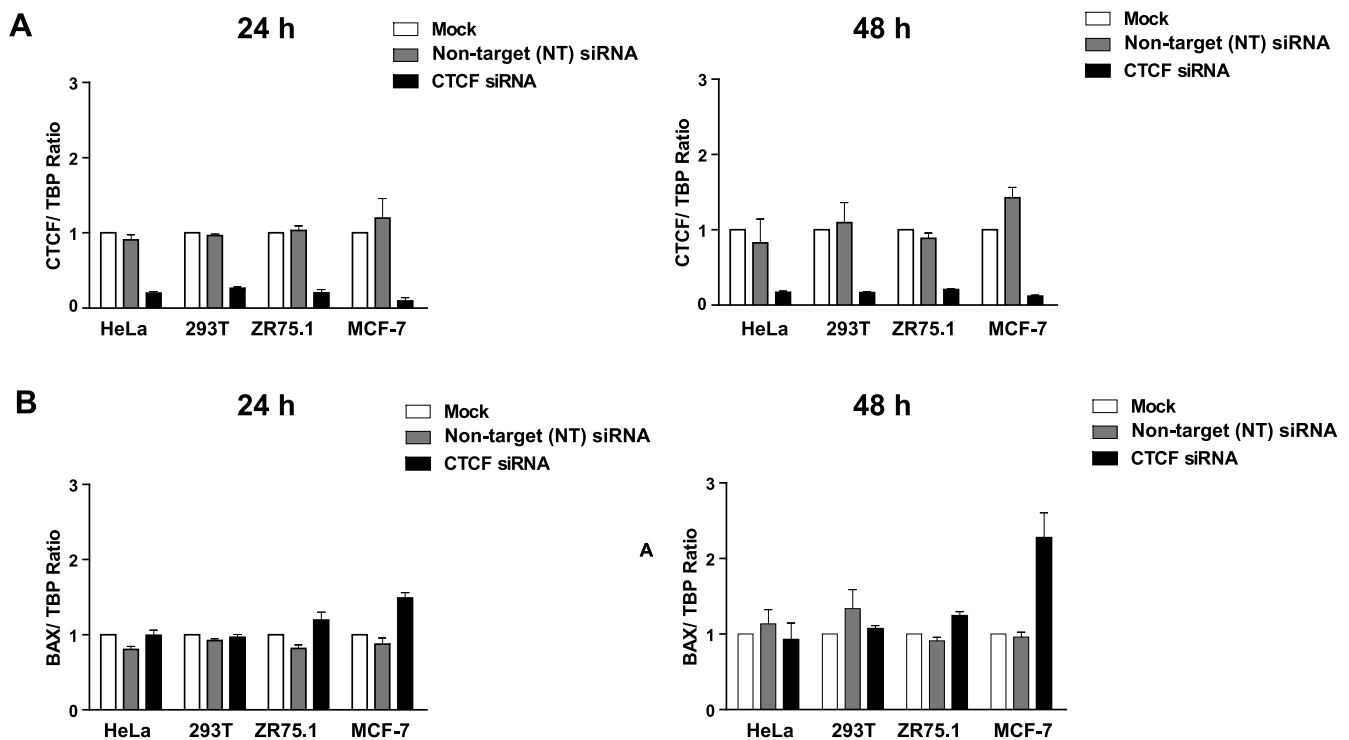 A
24 h
Mock
Non-target (NT) siRNA
CTCF siRNA
3
2
1
0
CTCF/ TBP Ratio
HeLa 293T ZR75.1 MCF-7
48 h
Mock
Non-target (NT) siRNA
CTCF siRNA
3
2
1
0
CTCF/ TBP Ratio
HeLa 293T ZR75.1 MCF-7
B
24 h
Mock
Non-target (NT) siRNA
CTCF siRNA
3
2
1
0
BAX/ TBP Ratio
HeLa 293T ZR75.1 MCF-7
48 h
Mock
Non-target (NT) siRNA
CTCF siRNA
A
3
2
1
0
BAX/ TBP Ratio
HeLa 293T ZR75.1 MCF-7